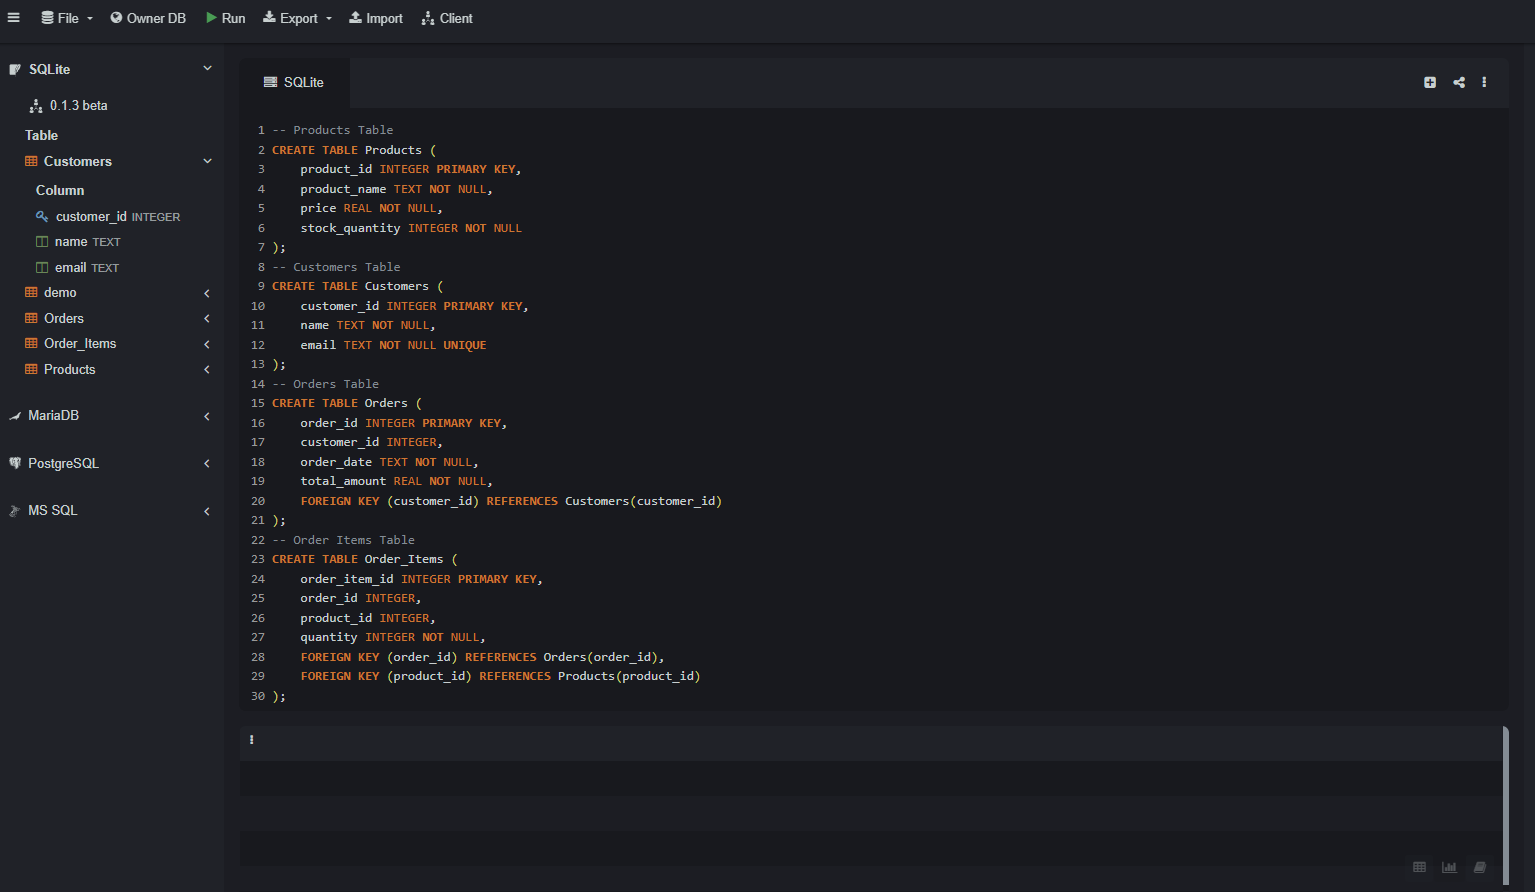 File Owner DB Run Export Import Client
SQLite
0.1.3 beta
Table
Customers
Column
customer_id INTEGER
name TEXT
email TEXT
demo
Orders
Order_Items
Products
MariaDB
PostgreSQL
MS SQL
SQLite
1 -- Products Table
2 CREATE TABLE Products (
3     product_id INTEGER PRIMARY KEY,
4     product_name TEXT NOT NULL,
5     price REAL NOT NULL,
6     stock_quantity INTEGER NOT NULL
7 );
8 -- Customers Table
9 CREATE TABLE Customers (
10     customer_id INTEGER PRIMARY KEY,
11     name TEXT NOT NULL,
12     email TEXT NOT NULL UNIQUE
13 );
14 -- Orders Table
15 CREATE TABLE Orders (
16     order_id INTEGER PRIMARY KEY,
17     customer_id INTEGER,
18     order_date TEXT NOT NULL,
19     total_amount REAL NOT NULL,
20     FOREIGN KEY (customer_id) REFERENCES Customers(customer_id)
21 );
22 -- Order Items Table
23 CREATE TABLE Order_Items (
24     order_item_id INTEGER PRIMARY KEY,
25     order_id INTEGER,
26     product_id INTEGER,
27     quantity INTEGER NOT NULL,
28     FOREIGN KEY (order_id) REFERENCES Orders(order_id),
29     FOREIGN KEY (product_id) REFERENCES Products(product_id)
30 );